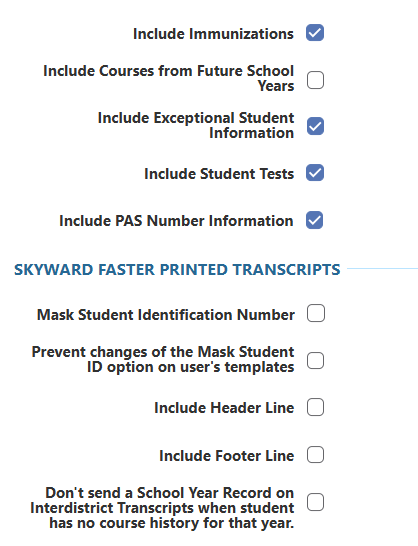 Include Immunizations
Include Courses from Future School
Years
Include Exceptional Student
Information
Include Student Tests
Include PAS Number Information
SKYWARD FASTER PRINTED TRANSCRIPTS
Mask Student Identification Number
Prevent changes of the Mask Student
ID option on user's templates
Include Header Line
Include Footer Line
Don't send a School Year Record on
Interdistrict Transcripts when student
has no course history for that year.